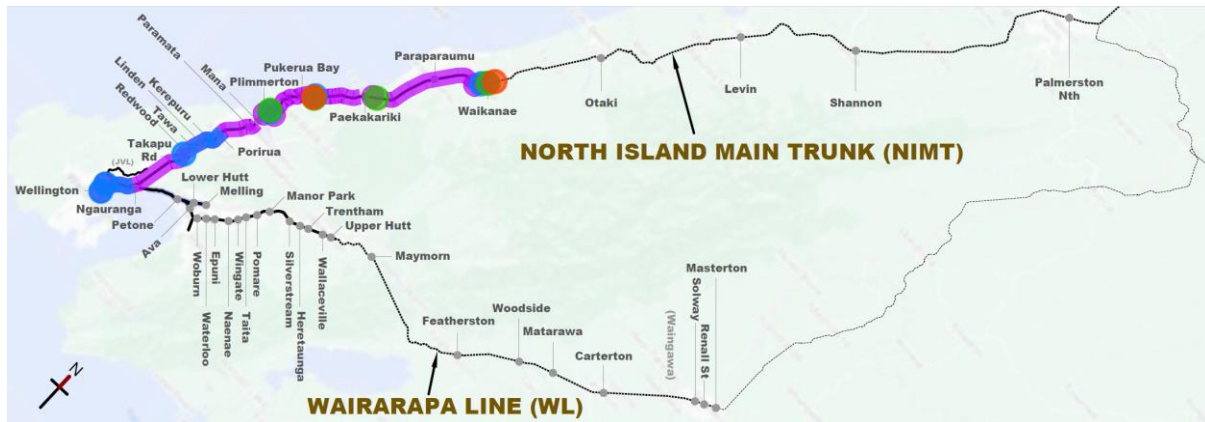 Paramata
Mana
Plimmerton
Pukerua Bay
Paraparaumu
Linden
Kerepuru
Redwood
Tawa
Takapu
Rd
Porirua
Paekakariki
Waikanae
Otaki
Levin
Shannon
Palmerston
Nth
NORTH ISLAND MAIN TRUNK (NIMT)
(JVL)
Wellington
Ngauranga
Petone
Lower Hutt
Melling
Ava
Manor Park
Trentham
Upper Hutt
Maymorn
Woburn
Waterloo
Epuni
Naenae
Wingate
Taita
Pomare
Silverstream
Heretaunga
Wallaceville
Featherston
Woodside
Matarawa
Carterton
(Waingawa)
Solway
Renall St
Masterton
WAIRARAPA LINE (WL)
N